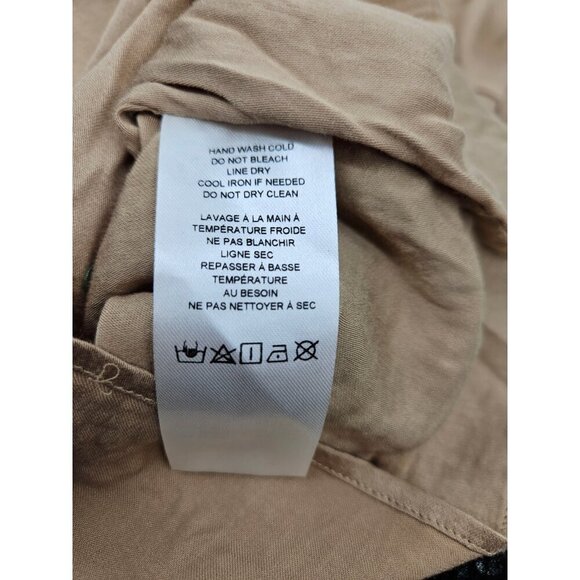 HAND WASH COLD
DO NOT BLEACH
LINE DRY
COOL IRON IF NEEDED
DO NOT DRY CLEAN
LAVAGE À LA MAIN À
TEMPÉRATURE FROIDE
NE PAS BLANCHIR
LIGNE SEC
REPASSER À BASSE
TEMPÉRATURE
AU BESOIN
NE PAS NETTOYER À SEC